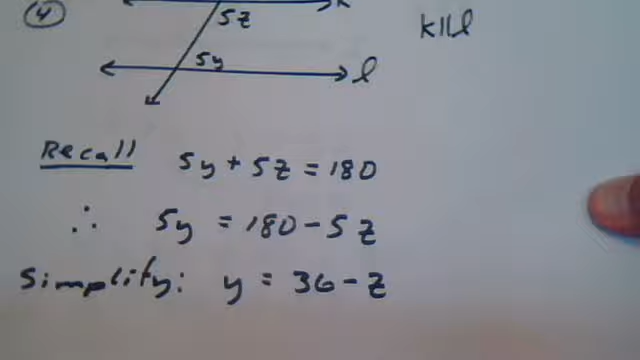 4
k
5z
k||l
5y
l
Recall 5y + 5z = 180
∴ 5y = 180 - 5z
Simplify: y = 36 - z